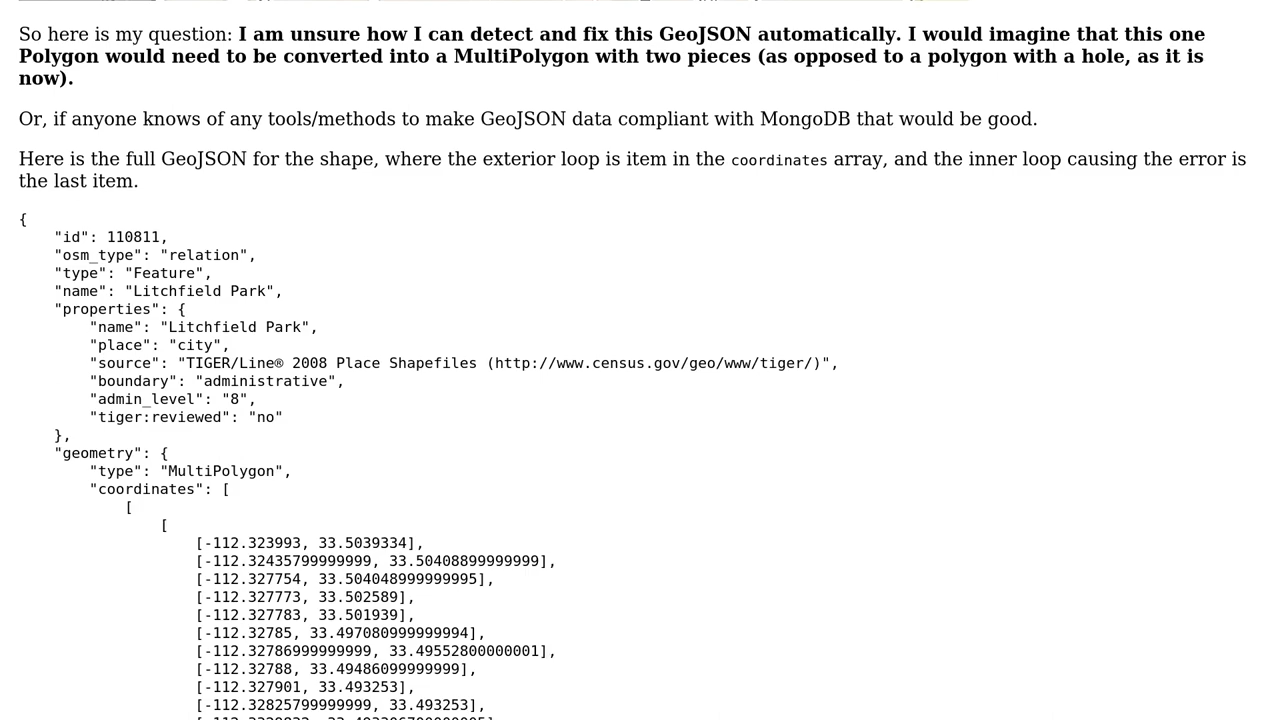 So here is my question: I am unsure how I can detect and fix this GeoJSON automatically. I would imagine that this one
Polygon would need to be converted into a MultiPolygon with two pieces (as opposed to a polygon with a hole, as it is
now).
Or, if anyone knows of any tools/methods to make GeoJSON data compliant with MongoDB that would be good.
Here is the full GeoJSON for the shape, where the exterior loop is item in the coordinates array, and the inner loop causing the error is
the last item.
{
    "id": 110811,
    "osm_type": "relation",
    "type": "Feature",
    "name": "Litchfield Park",
    "properties": {
        "name": "Litchfield Park",
        "place": "city",
        "source": "TIGER/Line® 2008 Place Shapefiles (http://www.census.gov/geo/www/tiger/)",
        "boundary": "administrative",
        "admin_level": "8",
        "tiger:reviewed": "no"
    },
    "geometry": {
        "type": "MultiPolygon",
        "coordinates": [
            [
                [
                    [-112.323993, 33.5039334],
                    [-112.32435799999999, 33.50408899999999],
                    [-112.327754, 33.504048999999995],
                    [-112.327773, 33.502589],
                    [-112.327783, 33.501939],
                    [-112.32785, 33.497080999999994],
                    [-112.32786999999999, 33.49552800000001],
                    [-112.32788, 33.49486099999999],
                    [-112.327901, 33.493253],
                    [-112.32825799999999, 33.493253],